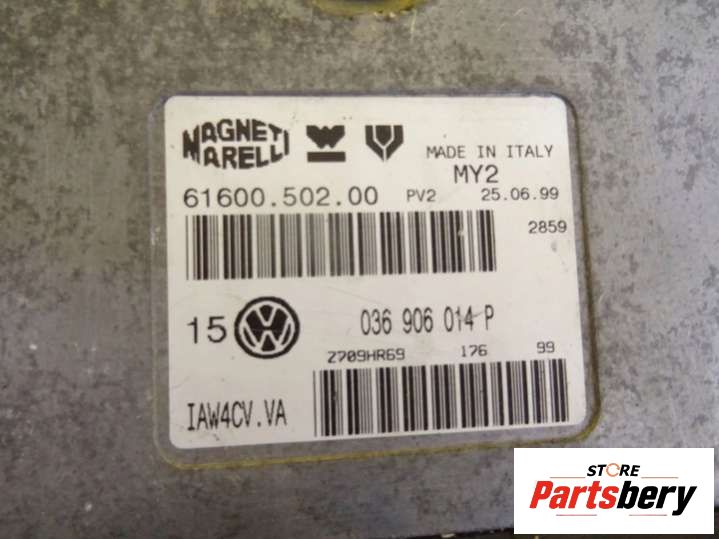 MAGNETI MARELLI
MADE IN ITALY
MY2
61600.502.00 PV2 25.06.99
2859
15 VW 036 906 014 P
Z709HR69 176 99
IAW4CV.VA
STORE
Partsbery